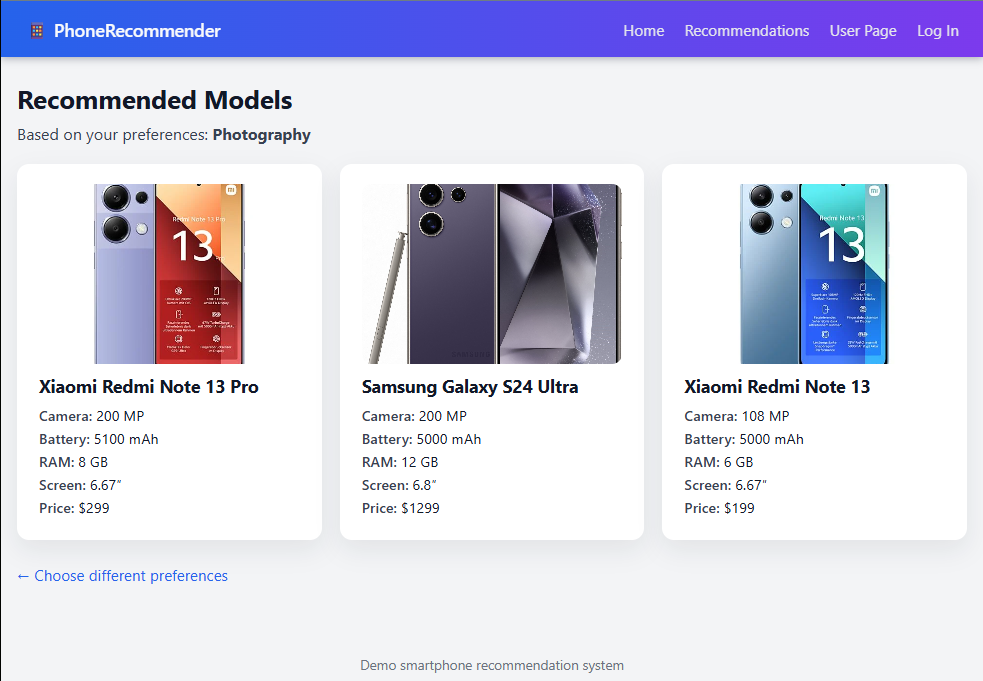 PhoneRecommender
Home Recommendations User Page Log In
Recommended Models
Based on your preferences: Photography
mi
Redmi Note 13 Pro
13
Xiaomi Redmi Note 13 Pro
Camera: 200 MP
Battery: 5100 mAh
RAM: 8 GB
Screen: 6.67″
Price: $299
SAMSUNG
Samsung Galaxy S24 Ultra
Camera: 200 MP
Battery: 5000 mAh
RAM: 12 GB
Screen: 6.8″
Price: $1299
mi
Redmi Note 13
13
Xiaomi Redmi Note 13
Camera: 108 MP
Battery: 5000 mAh
RAM: 6 GB
Screen: 6.67″
Price: $199
← Choose different preferences
Demo smartphone recommendation system